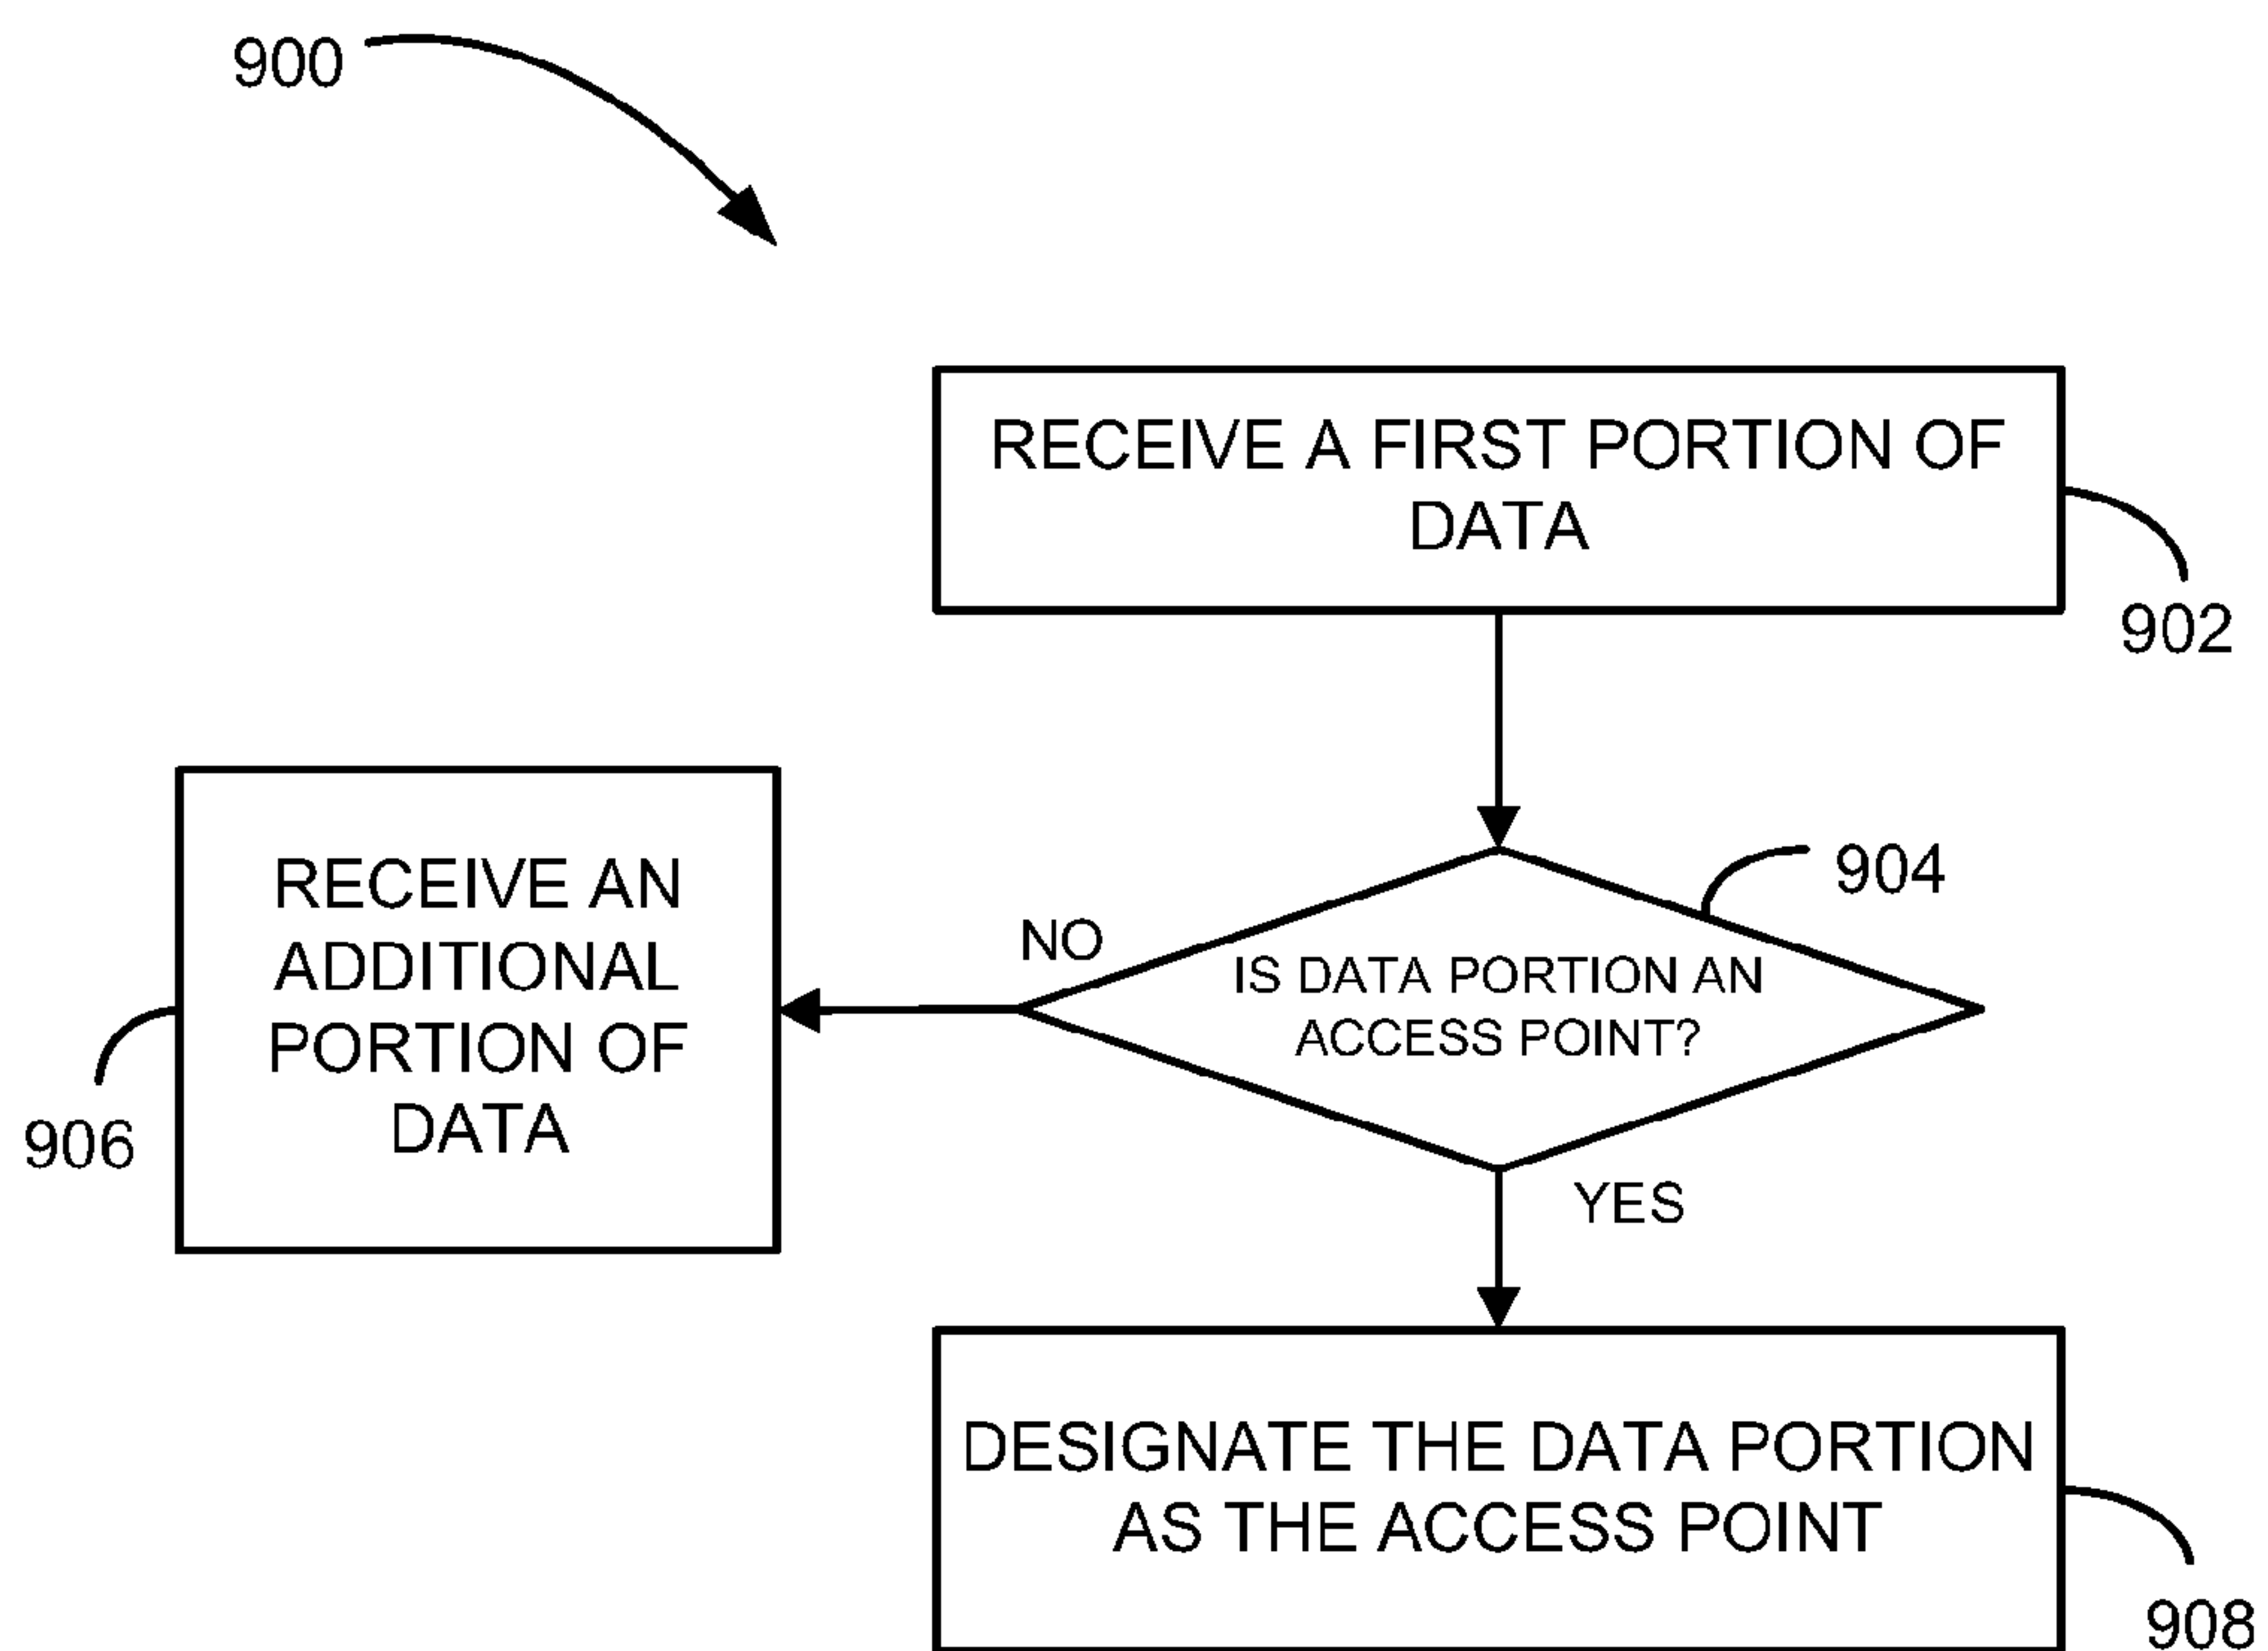 900
RECEIVE A FIRST PORTION OF
DATA
902
904
NO
IS DATA PORTION AN
ACCESS POINT?
RECEIVE AN
ADDITIONAL
PORTION OF
DATA
906
YES
DESIGNATE THE DATA PORTION
AS THE ACCESS POINT
908